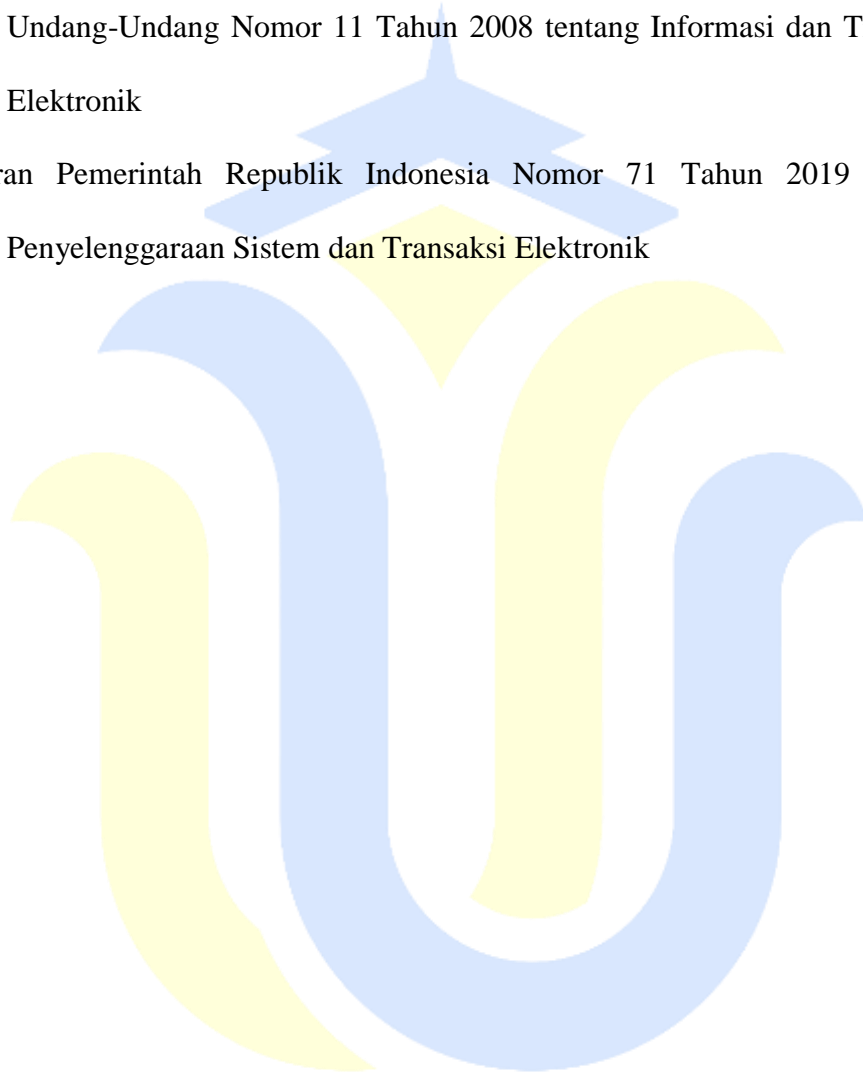 Undang-Undang Nomor 11 Tahun 2008 tentang Informasi dan T
Elektronik
ran Pemerintah Republik Indonesia Nomor 71 Tahun 2019
Penyelenggaraan Sistem dan Transaksi Elektronik